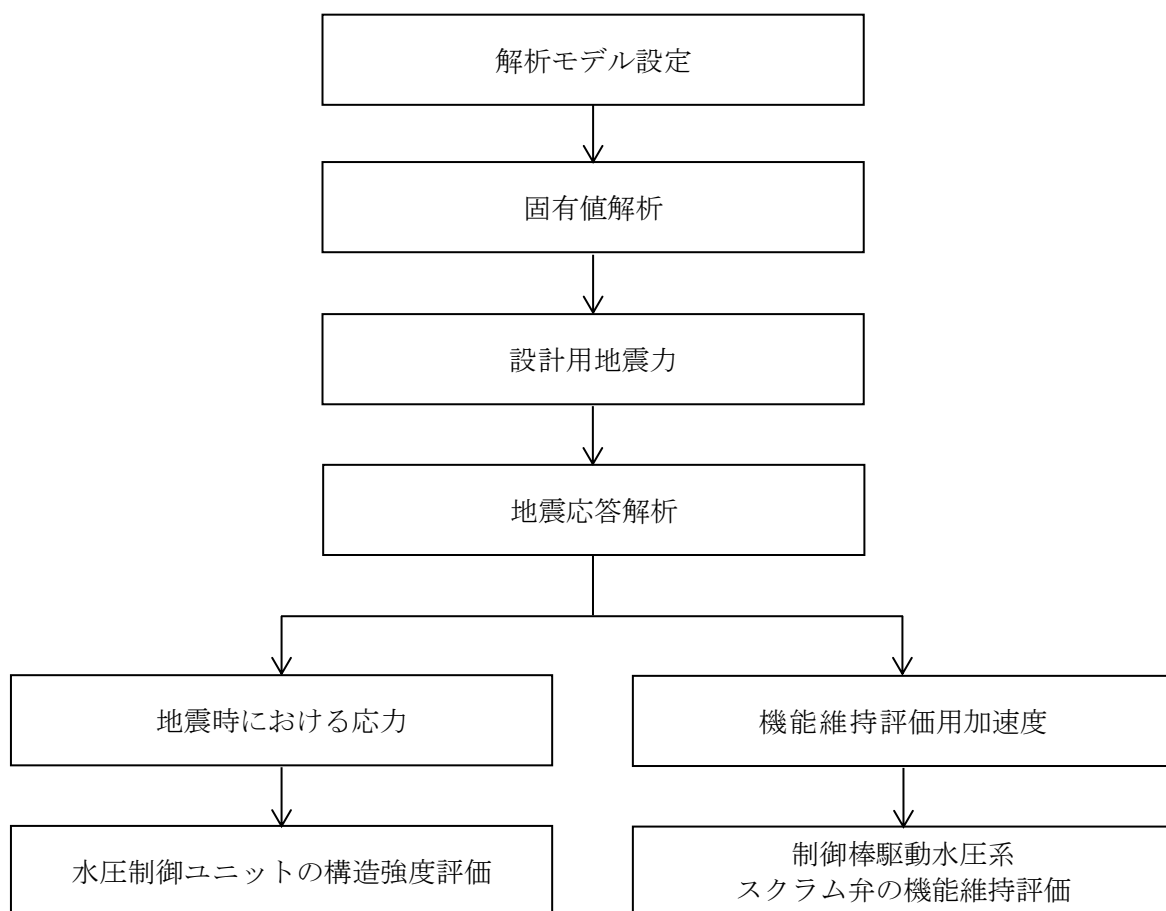 解析モデル設定
固有値解析
設計用地震力
地震応答解析
地震時における応力
機能維持評価用加速度
水圧制御ユニットの構造強度評価
制御棒駆動水圧系
スクラム弁の機能維持評価